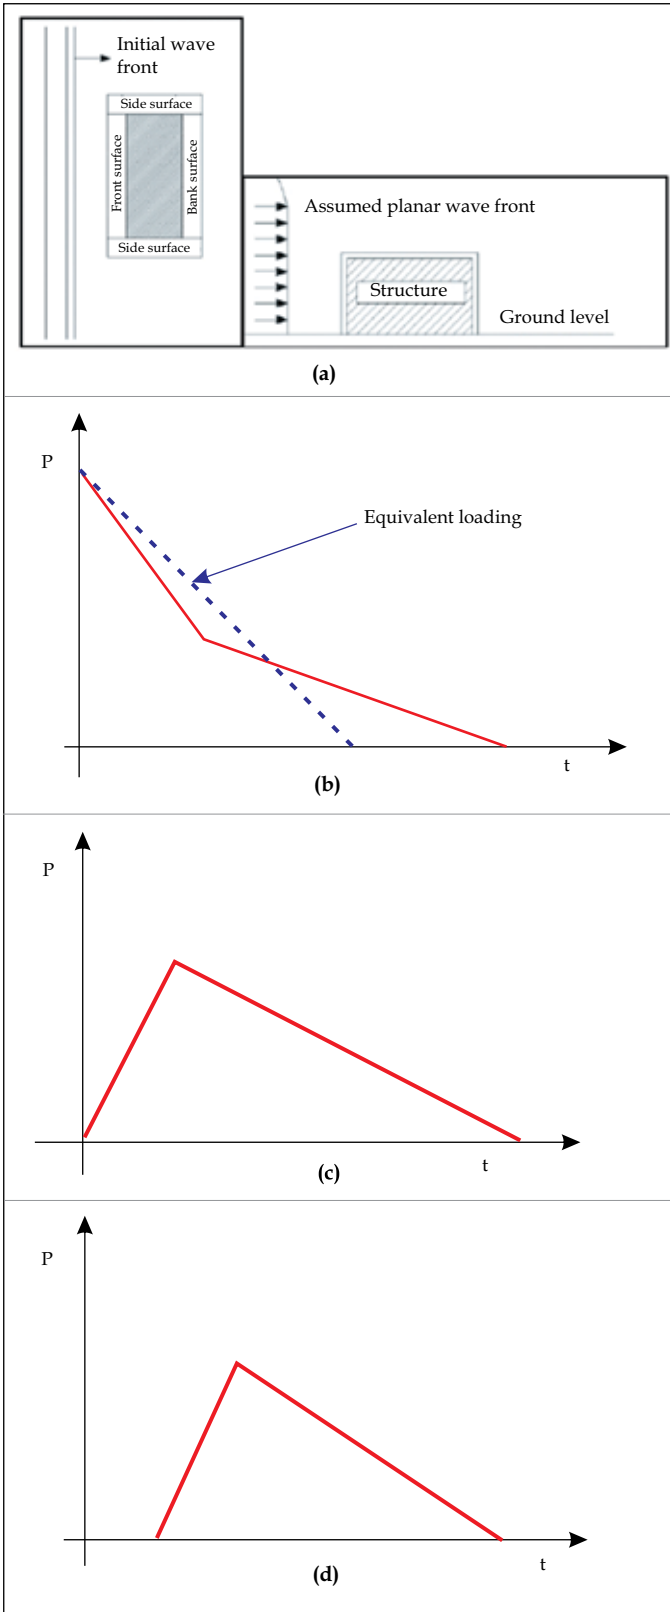 Initial wave
front
Side surface
Front surface
Bank surface
Side surface
Assumed planar wave front
Structure
Ground level
(a)
P
Equivalent loading
t
(b)
P
t
(c)
P
t
(d)